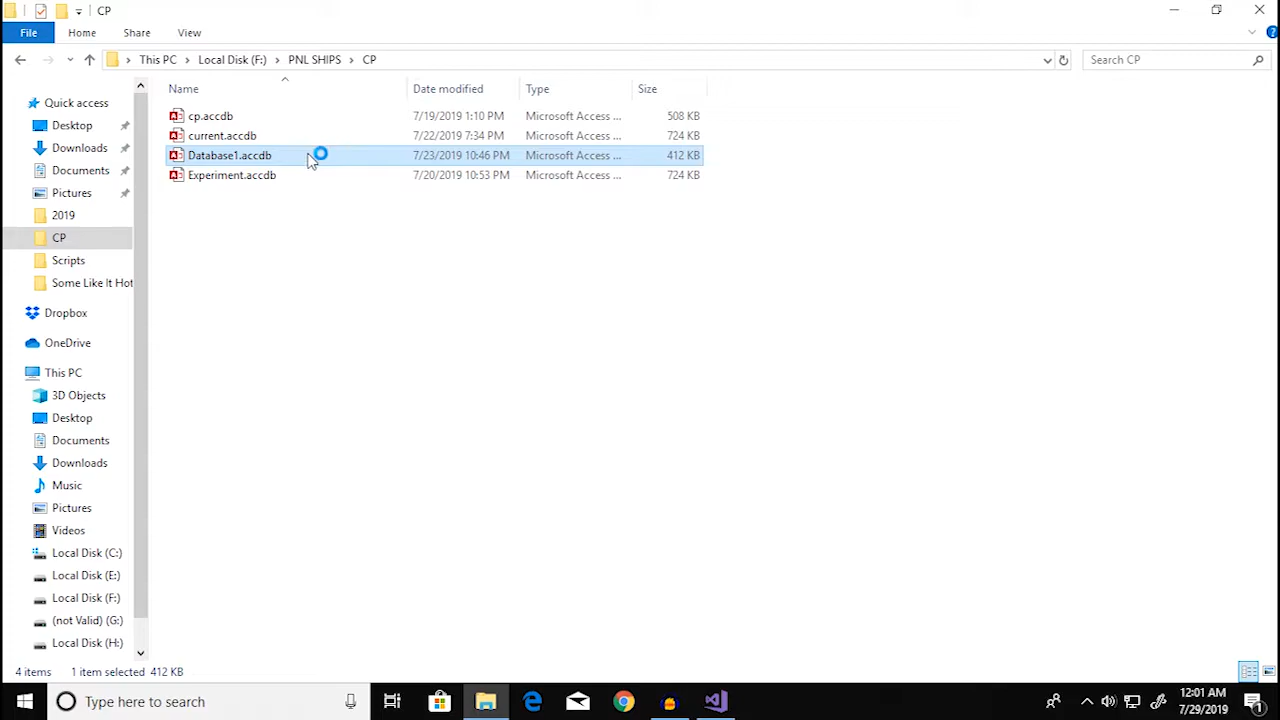 CP
File Home Share View
This PC Local Disk (F:) PNL SHIPS CP Search CP
Name Date modified Type Size
cp.accdb 7/19/2019 1:10 PM Microsoft Access ... 508 KB
current.accdb 7/22/2019 7:34 PM Microsoft Access ... 724 KB
Database1.accdb 7/23/2019 10:46 PM Microsoft Access ... 412 KB
Experiment.accdb 7/20/2019 10:53 PM Microsoft Access ... 724 KB
Quick access
Desktop
Downloads
Documents
Pictures
2019
CP
Scripts
Some Like It Hot
Dropbox
OneDrive
This PC
3D Objects
Desktop
Documents
Downloads
Music
Pictures
Videos
Local Disk (C:)
Local Disk (E:)
Local Disk (F:)
(not Valid) (G:)
Local Disk (H:)
4 items 1 item selected 412 KB
Type here to search
12:01 AM
7/29/2019
1